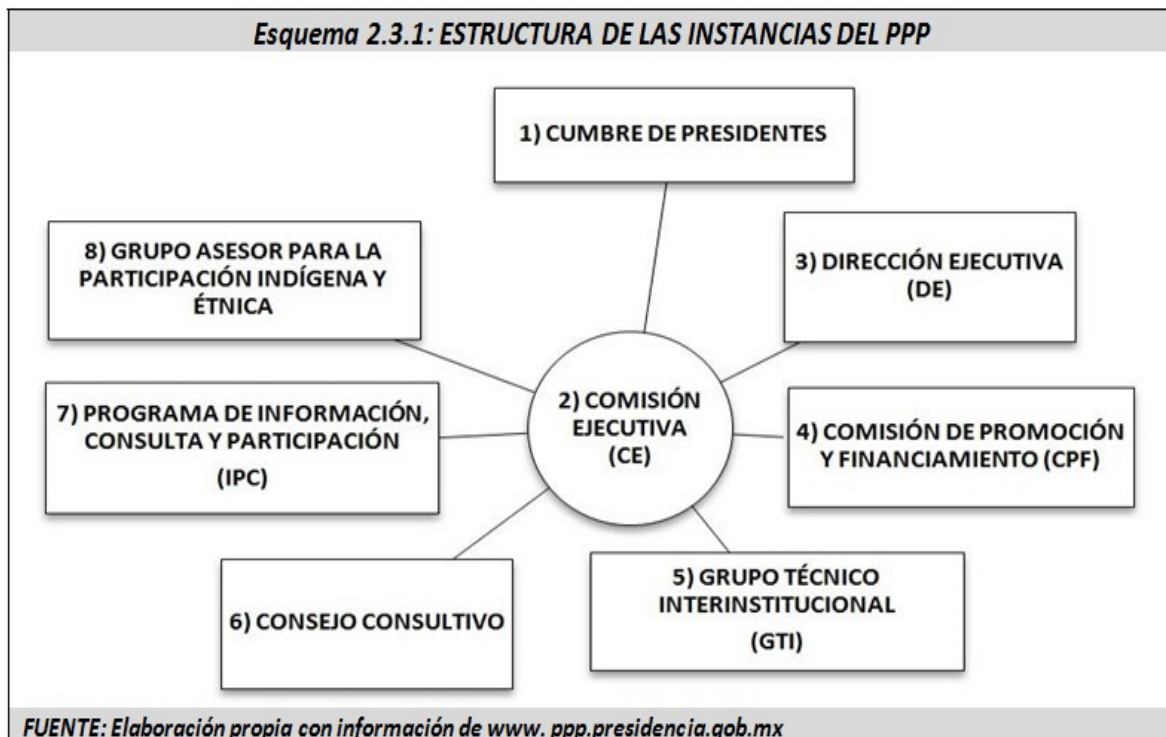 Esquema 2.3.1: ESTRUCTURA DE LAS INSTANCIAS DEL PPP
1) CUMBRE DE PRESIDENTES
2) COMISIÓN
EJECUTIVA
(CE)
3) DIRECCIÓN EJECUTIVA
(DE)
4) COMISIÓN DE PROMOCIÓN
Y FINANCIAMIENTO (CPF)
5) GRUPO TÉCNICO
INTERINSTITUCIONAL
(GTI)
6) CONSEJO CONSULTIVO
7) PROGRAMA DE INFORMACIÓN,
CONSULTA Y PARTICIPACIÓN
(IPC)
8) GRUPO ASESOR PARA LA
PARTICIPACIÓN INDÍGENA Y
ÉTNICA
FUENTE: Elaboración propia con información de www. ppp.presidencia.gob.mx